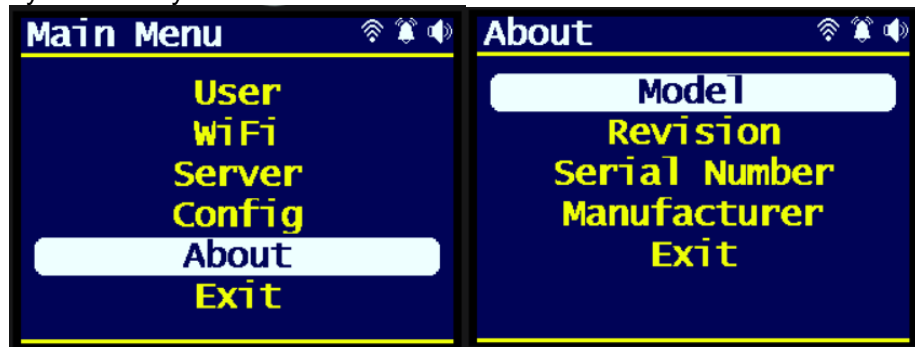 Main Menu
User
WiFi
Server
Config
About
Exit
About
Model
Revision
Serial Number
Manufacturer
Exit